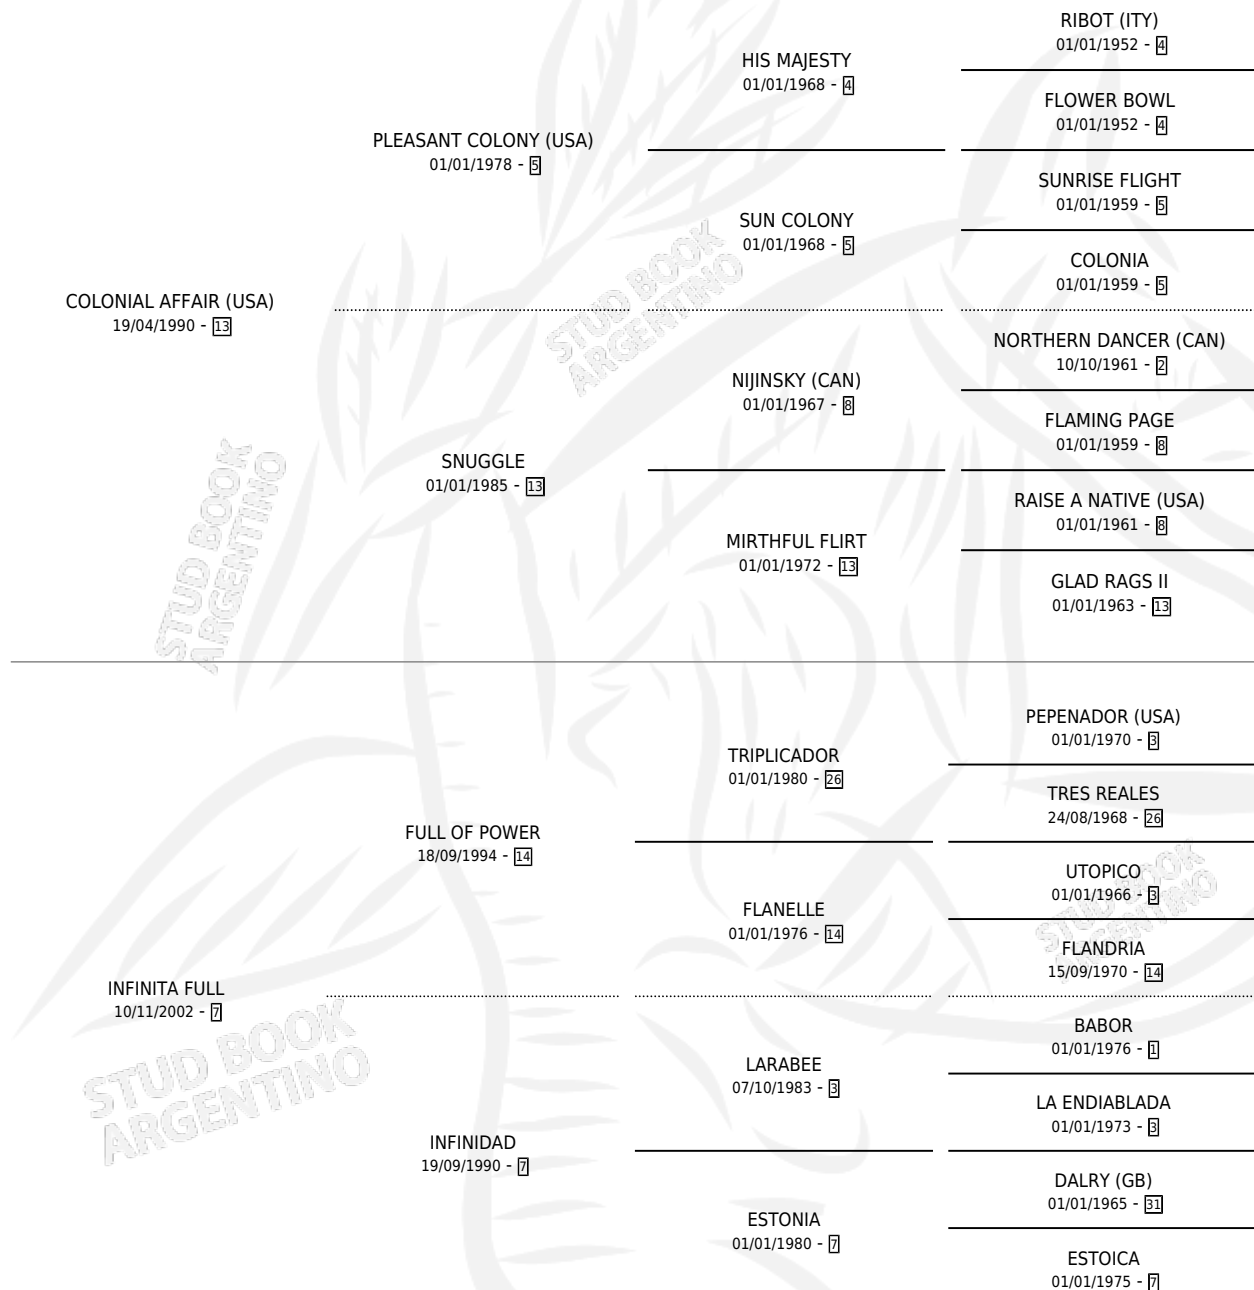 RIBOT (ITY)
01/01/1952 - 4
HIS MAJESTY
01/01/1968 - 4
FLOWER BOWL
01/01/1952 - 4
PLEASANT COLONY (USA)
01/01/1978 - 5
SUNRISE FLIGHT
01/01/1959 - 5
SUN COLONY
01/01/1968 - 5
COLONIA
01/01/1959 - 5
COLONIAL AFFAIR (USA)
19/04/1990 - 13
STUD BOOK
ARGENTINO
NORTHERN DANCER (CAN)
10/10/1961 - 2
NIJINSKY (CAN)
01/01/1967 - 8
FLAMING PAGE
01/01/1959 - 8
SNUGGLE
01/01/1985 - 13
RAISE A NATIVE (USA)
01/01/1961 - 8
MIRTHFUL FLIRT
01/01/1972 - 13
GLAD RAGS II
01/01/1963 - 13
STUD BOOK
ARGENTINO
PEPENADOR (USA)
01/01/1970 - 3
TRIPLICADOR
01/01/1980 - 26
TRES REALES
24/08/1968 - 26
FULL OF POWER
18/09/1994 - 14
UTOPICO
01/01/1966 - 3
FLANELLE
01/01/1976 - 14
FLANDRIA
15/09/1970 - 14
STUD BOOK
ARGENTINO
INFINITA FULL
10/11/2002 - 7
STUD BOOK
ARGENTINO
BABOR
01/01/1976 - 1
LARABEE
07/10/1983 - 3
LA ENDIABLADA
01/01/1973 - 3
INFINIDAD
19/09/1990 - 7
DALRY (GB)
01/01/1965 - 31
ESTONIA
01/01/1980 - 7
ESTOICA
01/01/1975 - 7